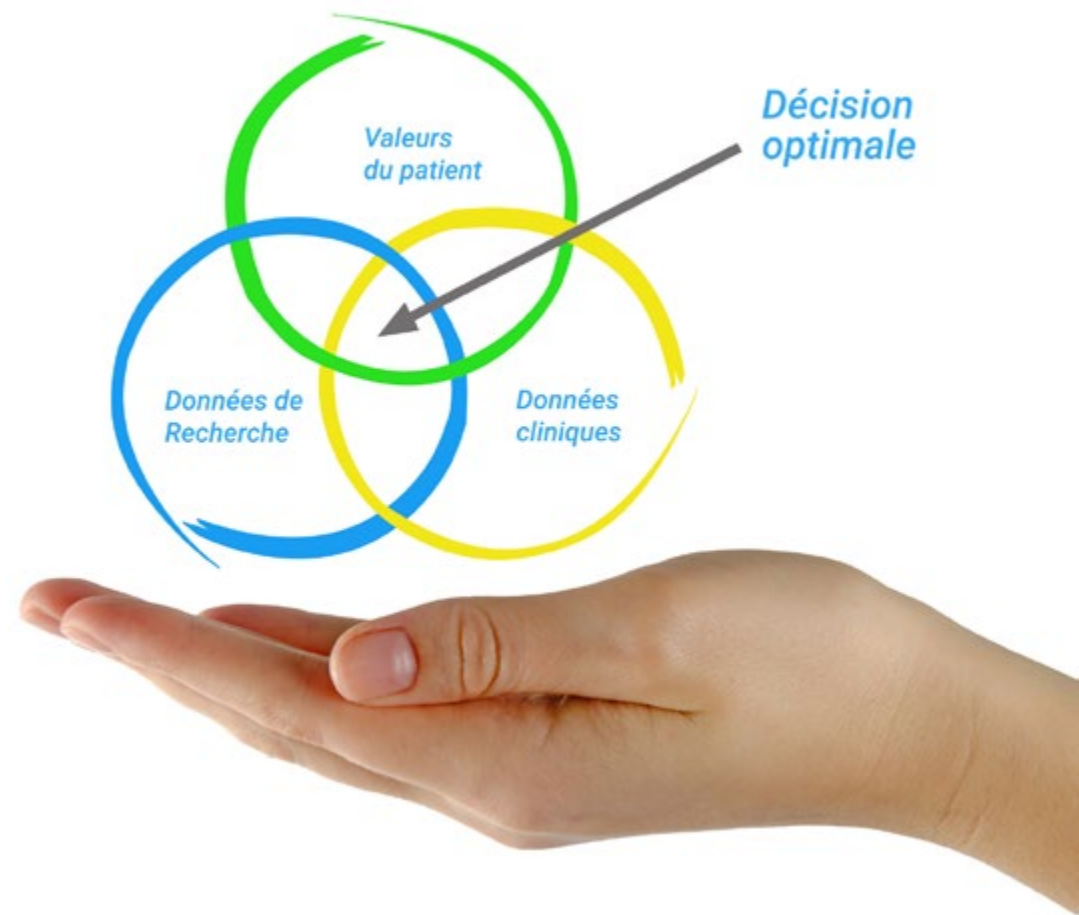 Valeurs
du patient
Décision
optimale
Données de
Recherche
Données
cliniques